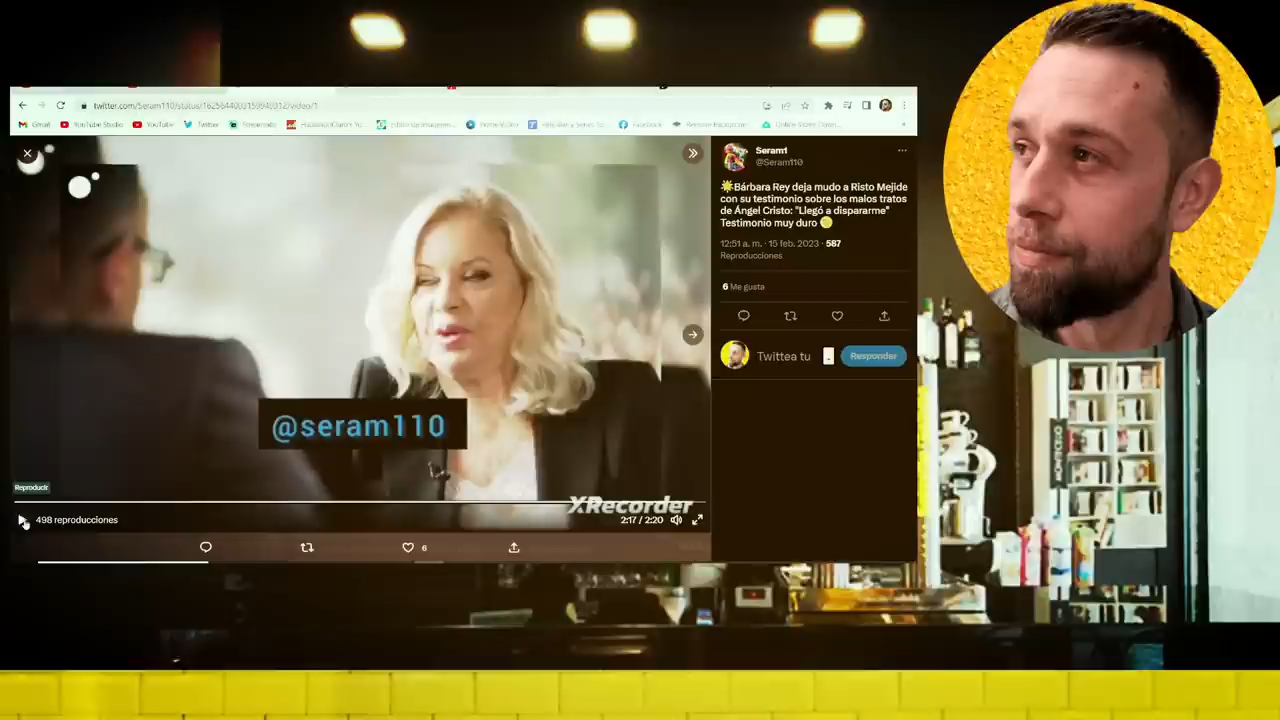 twitter.com/Seram110/status/
/video/1
Gmail YouTube Studio YouTube Twitter Facebook
Seram1
@Seram110
Bárbara Rey deja mudo a Risto Mejide
con su testimonio sobre los malos tratos
de Ángel Cristo: "Llegó a dispararme"
Testimonio muy duro
12:51 a. m. · 15 feb. 2023 · 587
Reproducciones
6 Me gusta
Twittea tu
Responder
@seram110
Reproducir
XRecorder
498 reproducciones
2:17 / 2:20
6
MONTECELIO